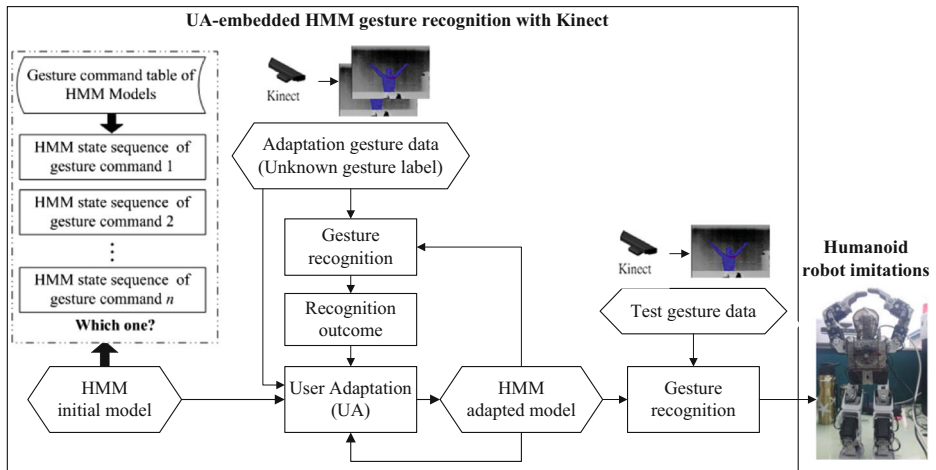 UA-embedded HMM gesture recognition with Kinect
Gesture command table of
HMM Models
HMM state sequence of
gesture command 1
HMM state sequence of
gesture command 2
⋮
HMM state sequence of
gesture command n
Which one?
HMM
initial model
Kinect
Adaptation gesture data
(Unknown gesture label)
Gesture
recognition
Recognition
outcome
User Adaptation
(UA)
HMM
adapted model
Kinect
Test gesture data
Gesture
recognition
Humanoid
robot imitations